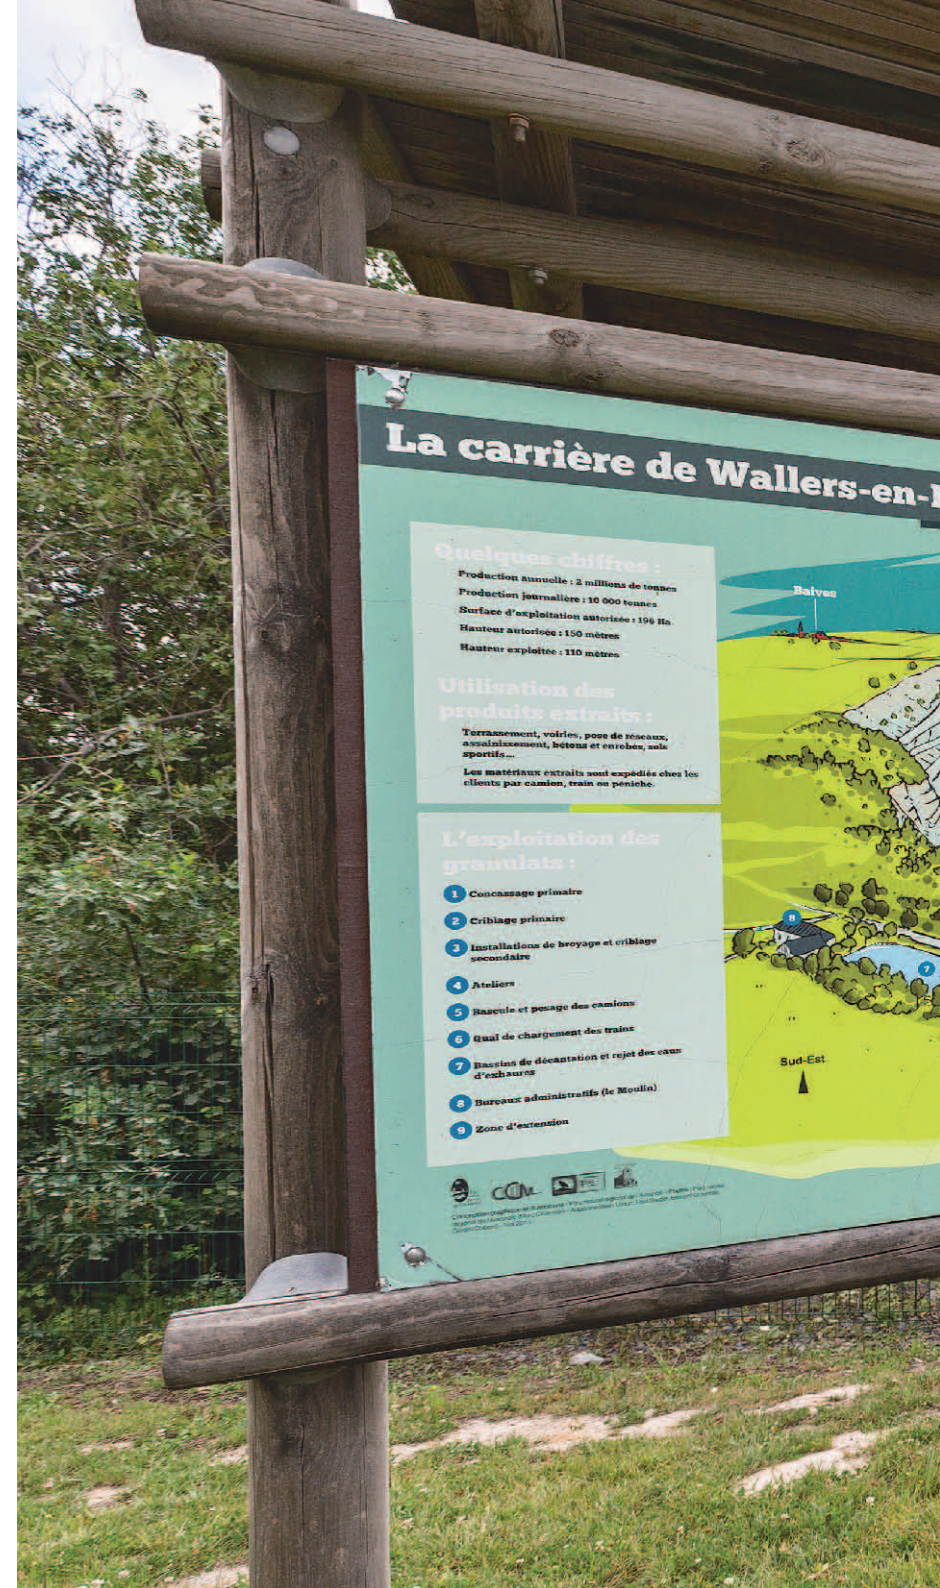 La carrière de Wallers-en-
Quelques chiffres :
Production annuelle : 2 millions de tonnes
Production journalière : 10 000 tonnes
Surface d'exploitation autorisée : 196 Ha
Hauteur autorisée : 150 mètres
Hauteur exploitée : 110 mètres
Utilisation des
produits extraits :
Terrassement, voiries, pose de réseaux,
assainissement, bétons et enrobés, sols
sportifs...
Les matériaux extraits sont expédiés chez les
clients par camion, train ou péniche.
L'exploitation des
granulats :
1 Concassage primaire
2 Criblage primaire
3 Installations de broyage et criblage
secondaire
4 Ateliers
5 Bascule et pesage des camions
6 Quai de chargement des trains
7 Bassins de décantation et rejet des eaux
d'exhaures
8 Bureaux administratifs (le Moulin)
9 Zone d'extension
Baives
8
7
Sud-Est